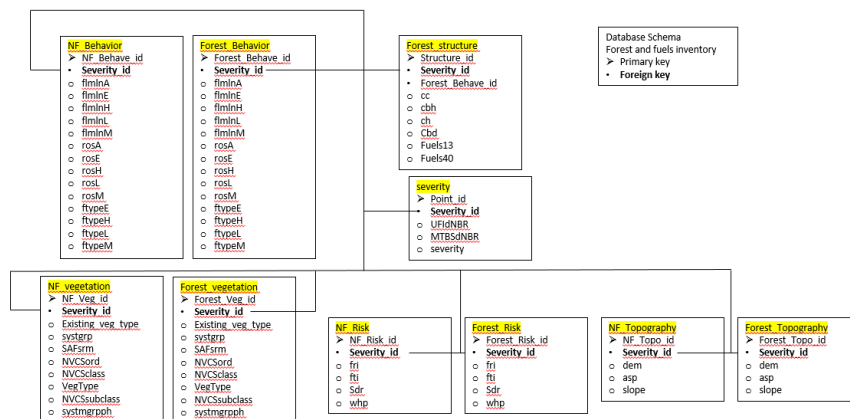 NF_Behavior
➤ NF_Behave_id
• Severity_id
○ flmlnA
○ flmlnE
○ flmlnH
○ flmlnL
○ flmlnM
○ rosA
○ rosE
○ rosH
○ rosL
○ rosM
○ ftypeE
○ ftypeH
○ ftypeL
○ ftypeM
Forest_Behavior
➤ Forest_Behave_id
• Severity_id
○ flmlnA
○ flmlnE
○ flmlnH
○ flmlnL
○ flmlnM
○ rosA
○ rosE
○ rosH
○ rosL
○ rosM
○ ftypeE
○ ftypeH
○ ftypeL
○ ftypeM
Forest_structure
➤ Structure_id
• Severity_id
• Forest_Behave_id
○ cc
○ cbh
○ ch
○ Cbd
○ Fuels13
○ Fuels40
Database Schema
Forest and fuels inventory
➤ Primary key
• Foreign key
severity
➤ Point_id
• Severity_id
○ UFIdNBR
○ MTBSdNBR
○ severity
NF_vegetation
➤ NF_Veg_id
• Severity_id
○ Existing_veg_type
○ systgrp
○ SAFsrm
○ NVCSord
○ NVCSclass
○ VegType
○ NVCSsubclass
○ systmgrpph
Forest_vegetation
➤ Forest_Veg_id
• Severity_id
○ Existing_veg_type
○ systgrp
○ SAFsrm
○ NVCSord
○ NVCSclass
○ VegType
○ NVCSsubclass
○ systmgrpph
NF_Risk
➤ NF_Risk_id
• Severity_id
○ fri
○ fti
○ Sdr
○ whp
Forest_Risk
➤ Forest_Risk_id
• Severity_id
○ fri
○ fti
○ Sdr
○ whp
NF_Topography
➤ NF_Topo_id
• Severity_id
○ dem
○ asp
○ slope
Forest_Topography
➤ Forest_Topo_id
• Severity_id
○ dem
○ asp
○ slope